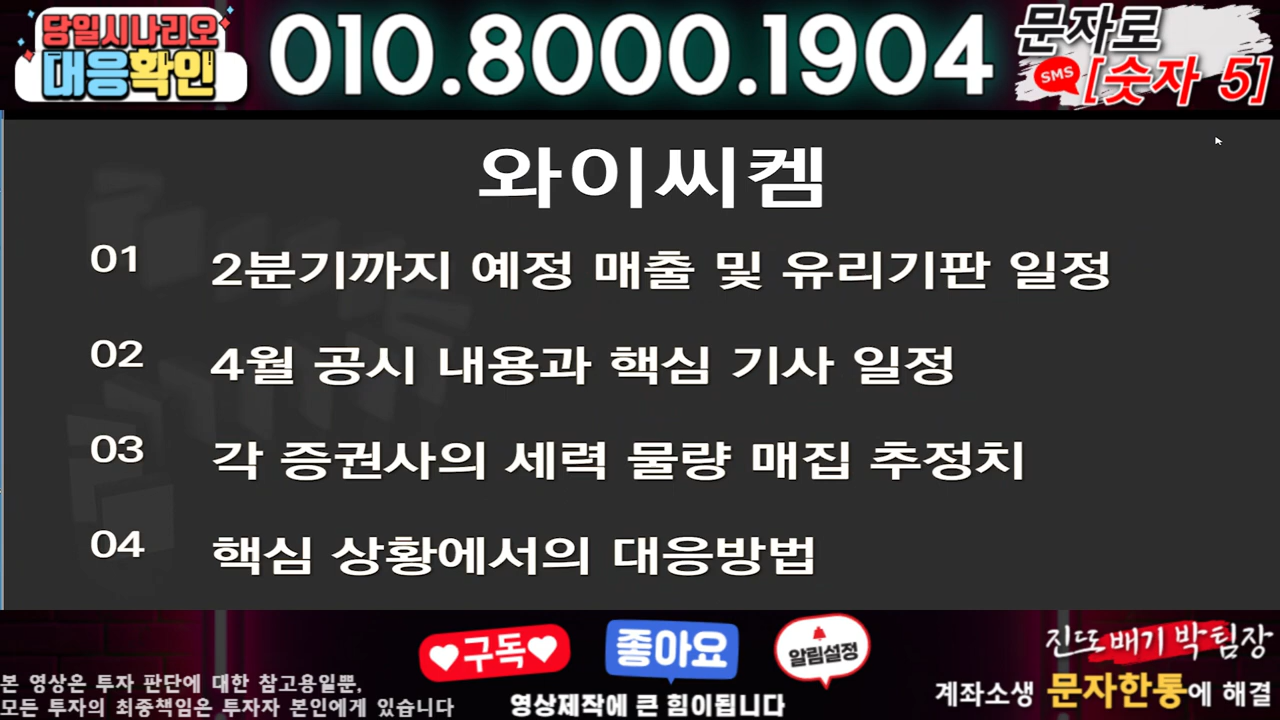 당일시나리오
대응확인
010.8000.1904
문자로
SMS [숫자 5]
와이씨켐
01 2분기까지 예정 매출 및 유리기판 일정
02 4월 공시 내용과 핵심 기사 일정
03 각 증권사의 세력 물량 매집 추정치
04 핵심 상황에서의 대응방법
구독
좋아요
알림설정
영상제작에 큰 힘이됩니다
본 영상은 투자 판단에 대한 참고용일뿐,
모든 투자의 최종책임은 투자자 본인에게 있습니다
진또배기 박팀장
계좌소생 문자한통에 해결